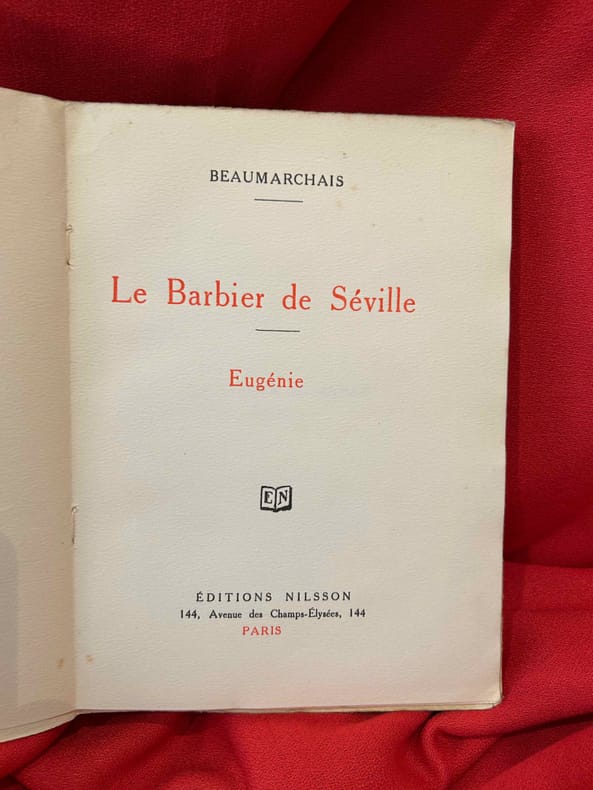 BEAUMARCHAIS
Le Barbier de Séville
Eugénie
EN
ÉDITIONS NILSSON
144, Avenue des Champs-Élysées, 144
PARIS